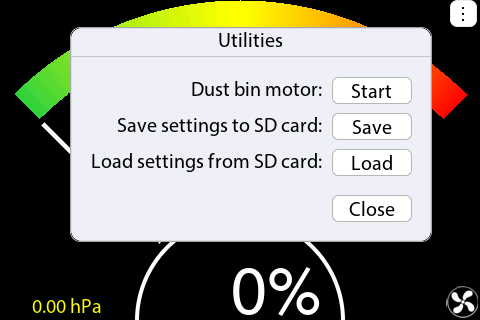 Utilities
Dust bin motor: Start
Save settings to SD card: Save
Load settings from SD card: Load
Close
0%
0.00 hPa